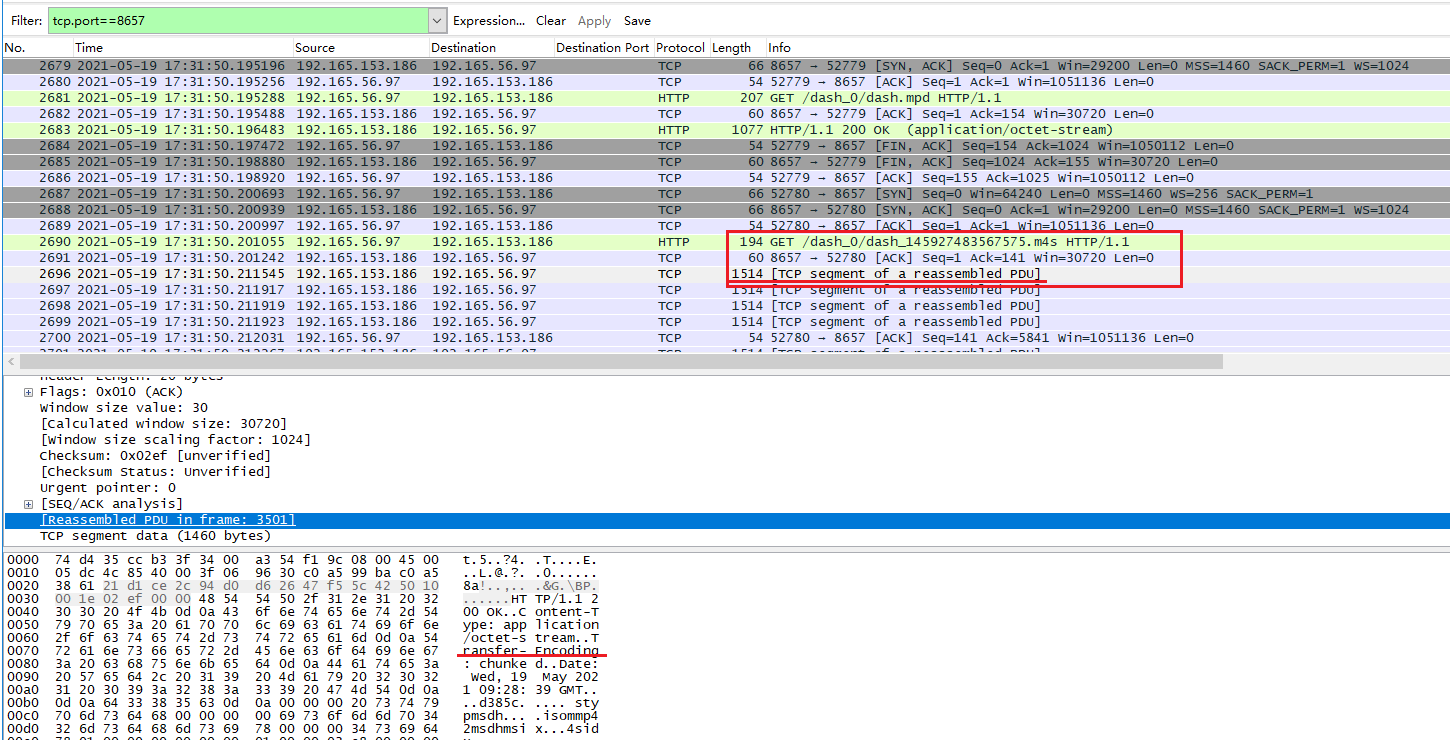 Filter: tcp.port==8657 Expression... Clear Apply Save
No. Time Source Destination Destination Port Protocol Length Info
2679 2021-05-19 17:31:50.195196 192.165.153.186 192.165.56.97 TCP 66 8657 → 52779 [SYN, ACK] Seq=0 Ack=1 Win=29200 Len=0 MSS=1460 SACK_PERM=1 WS=1024
2680 2021-05-19 17:31:50.195256 192.165.56.97 192.165.153.186 TCP 54 52779 → 8657 [ACK] Seq=1 Ack=1 Win=1051136 Len=0
2681 2021-05-19 17:31:50.195288 192.165.56.97 192.165.153.186 HTTP 207 GET /dash_0/dash.mpd HTTP/1.1
2682 2021-05-19 17:31:50.195488 192.165.153.186 192.165.56.97 TCP 60 8657 → 52779 [ACK] Seq=1 Ack=154 Win=30720 Len=0
2683 2021-05-19 17:31:50.196483 192.165.153.186 192.165.56.97 HTTP 1077 HTTP/1.1 200 OK (application/octet-stream)
2684 2021-05-19 17:31:50.197472 192.165.56.97 192.165.153.186 TCP 54 52779 → 8657 [FIN, ACK] Seq=154 Ack=1024 Win=1050112 Len=0
2685 2021-05-19 17:31:50.198880 192.165.153.186 192.165.56.97 TCP 60 8657 → 52779 [FIN, ACK] Seq=1024 Ack=155 Win=30720 Len=0
2686 2021-05-19 17:31:50.198920 192.165.56.97 192.165.153.186 TCP 54 52779 → 8657 [ACK] Seq=155 Ack=1025 Win=1050112 Len=0
2687 2021-05-19 17:31:50.200693 192.165.56.97 192.165.153.186 TCP 66 52780 → 8657 [SYN] Seq=0 Win=64240 Len=0 MSS=1460 WS=256 SACK_PERM=1
2688 2021-05-19 17:31:50.200939 192.165.153.186 192.165.56.97 TCP 66 8657 → 52780 [SYN, ACK] Seq=0 Ack=1 Win=29200 Len=0 MSS=1460 SACK_PERM=1 WS=1024
2689 2021-05-19 17:31:50.200997 192.165.56.97 192.165.153.186 TCP 54 52780 → 8657 [ACK] Seq=1 Ack=1 Win=1051136 Len=0
2690 2021-05-19 17:31:50.201055 192.165.56.97 192.165.153.186 HTTP 194 GET /dash_0/dash_145927483567575.m4s HTTP/1.1
2691 2021-05-19 17:31:50.201242 192.165.153.186 192.165.56.97 TCP 60 8657 → 52780 [ACK] Seq=1 Ack=141 Win=30720 Len=0
2696 2021-05-19 17:31:50.211545 192.165.153.186 192.165.56.97 TCP 1514 [TCP segment of a reassembled PDU]
2697 2021-05-19 17:31:50.211917 192.165.153.186 192.165.56.97 TCP 1514 [TCP segment of a reassembled PDU]
2698 2021-05-19 17:31:50.211919 192.165.153.186 192.165.56.97 TCP 1514 [TCP segment of a reassembled PDU]
2699 2021-05-19 17:31:50.211923 192.165.153.186 192.165.56.97 TCP 1514 [TCP segment of a reassembled PDU]
2700 2021-05-19 17:31:50.212031 192.165.56.97 192.165.153.186 TCP 54 52780 → 8657 [ACK] Seq=141 Ack=5841 Win=1051136 Len=0
Header Length: 20 bytes
Flags: 0x010 (ACK)
Window size value: 30
[Calculated window size: 30720]
[Window size scaling factor: 1024]
Checksum: 0x02ef [unverified]
[Checksum Status: Unverified]
Urgent pointer: 0
[SEQ/ACK analysis]
[Reassembled PDU in frame: 3501]
TCP segment data (1460 bytes)
0000 74 d4 35 cc b3 3f 34 00 a3 54 f1 9c 08 00 45 00 t.5..?4. .T....E.
0010 05 dc 4c 85 40 00 3f 06 96 30 c0 a5 99 ba c0 a5 ..L.@.?. .0......
0020 38 61 21 d1 ce 2c 94 d0 d6 26 47 f5 5c 42 50 10 8a!..,.. .&G.\BP.
0030 00 1e 02 ef 00 00 48 54 54 50 2f 31 2e 31 20 32 ......HT TP/1.1 2
0040 30 30 20 4f 4b 0d 0a 43 6f 6e 74 65 6e 74 2d 54 00 OK..C ontent-T
0050 79 70 65 3a 20 61 70 70 6c 69 63 61 74 69 6f 6e ype: app lication
0060 2f 6f 63 74 65 74 2d 73 74 72 65 61 6d 0d 0a 54 /octet-s tream..T
0070 72 61 6e 73 66 65 72 2d 45 6e 63 6f 64 69 6e 67 ransfer- Encoding
0080 3a 20 63 68 75 6e 6b 65 64 0d 0a 44 61 74 65 3a : chunke d..Date:
0090 20 57 65 64 2c 20 31 39 20 4d 61 79 20 32 30 32 Wed, 19 May 202
00a0 31 20 30 39 3a 32 38 3a 33 39 20 47 4d 54 0d 0a 1 09:28: 39 GMT..
00b0 0d 0a 64 33 38 35 63 0d 0a 00 00 00 20 73 74 79 ..d385c. .... sty
00c0 70 6d 73 64 68 00 00 00 00 69 73 6f 6d 6d 70 34 pmsdh... .isommp4
00d0 32 6d 73 64 68 6d 73 69 78 00 00 00 34 73 69 64 2msdhmsi x...4sid